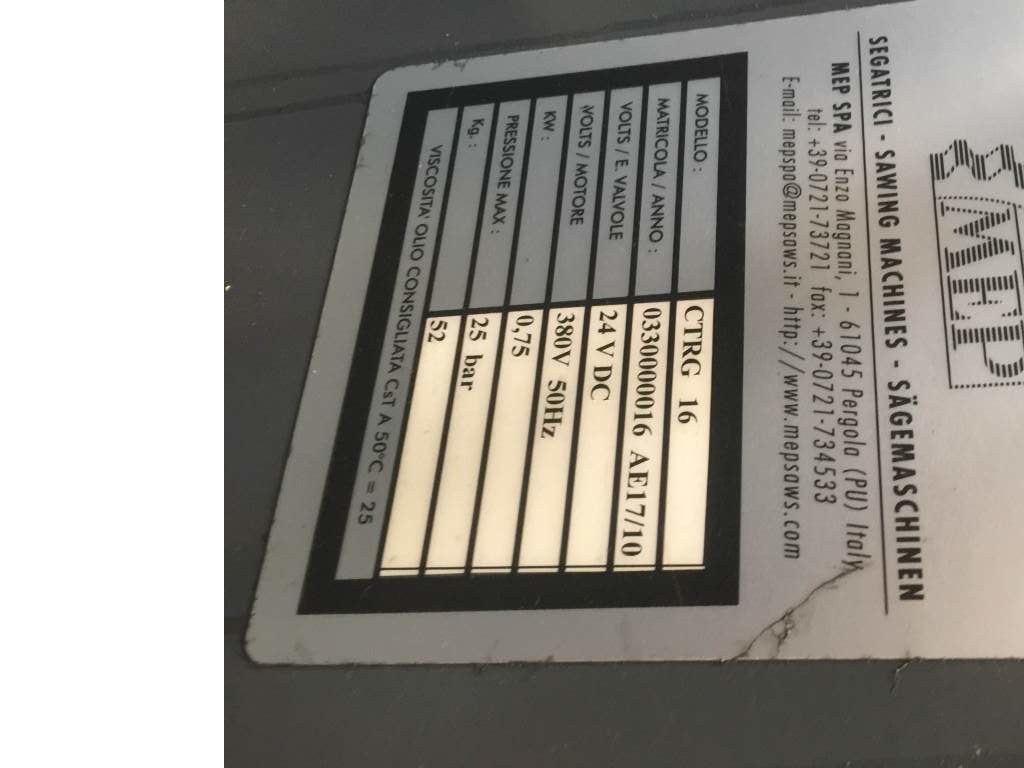 MEP
SEGATRICI - SAWING MACHINES - SÄGEMASCHINEN
MEP SPA via Enzo Magnani, 1 - 61045 Pergola (PU) Italy
tel: +39-0721-73721 fax: +39-0721-734533
E-mail: mepspa@mepsaws.it - http://www.mepsaws.com
MODELLO : CTRG 16
MATRICOLA / ANNO : 0330000016 AE17/10
VOLTS / E. VALVOLE 24 V DC
VOLTS / MOTORE 380V 50Hz
KW : 0,75
PRESSIONE MAX : 25 bar
Kg. : 52
VISCOSITA' OLIO CONSIGLIATA CsT A 50°C = 25